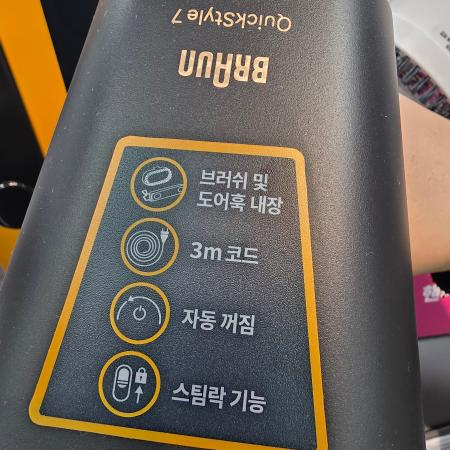 QuickStyle 7
BRAUN
브러쉬 및
도어훅 내장
3m 코드
자동 꺼짐
스팀락 기능